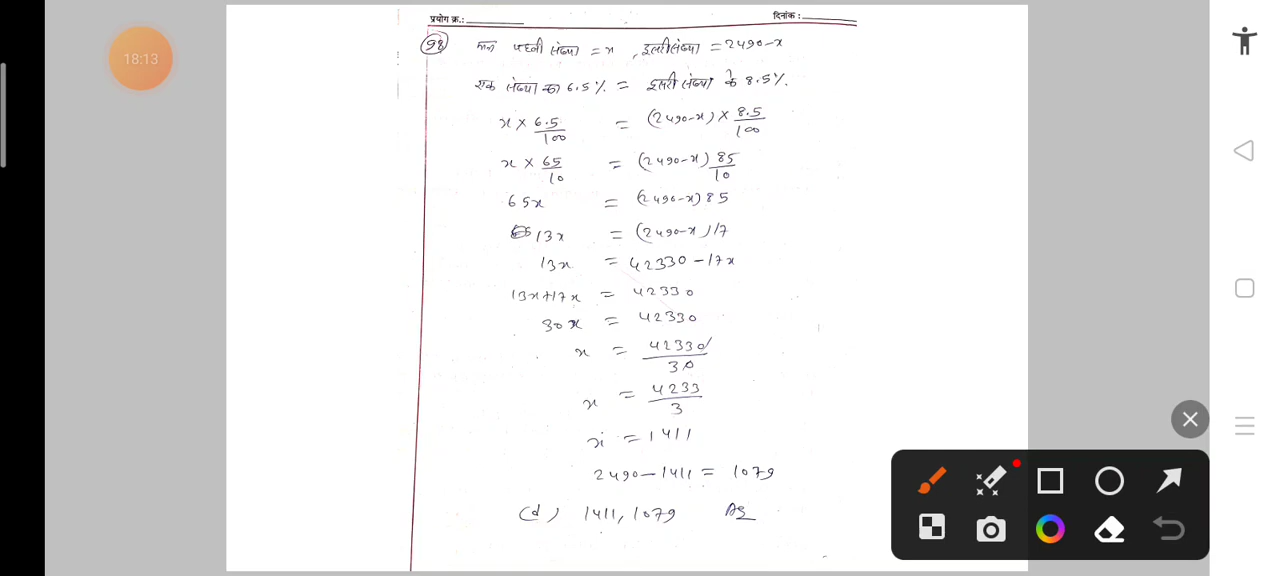 18:13
प्रयोग क्र.: दिनांक :
98 माना पहली संख्या = x , दूसरी संख्या = 2490-x
एक संख्या का 6.5% = दूसरी संख्या के 8.5%.
x × 6.5/100 = (2490-x) × 8.5/100
x × 65/10 = (2490-x) 85/10
65x = (2490-x) 85
13x = (2490-x) 17
13x = 42330 - 17x
13x+17x = 42330
30x = 42330
x = 42330/30
x = 4233/3
x = 1411
2490 - 1411 = 1079
(d) 1411, 1079 Ans